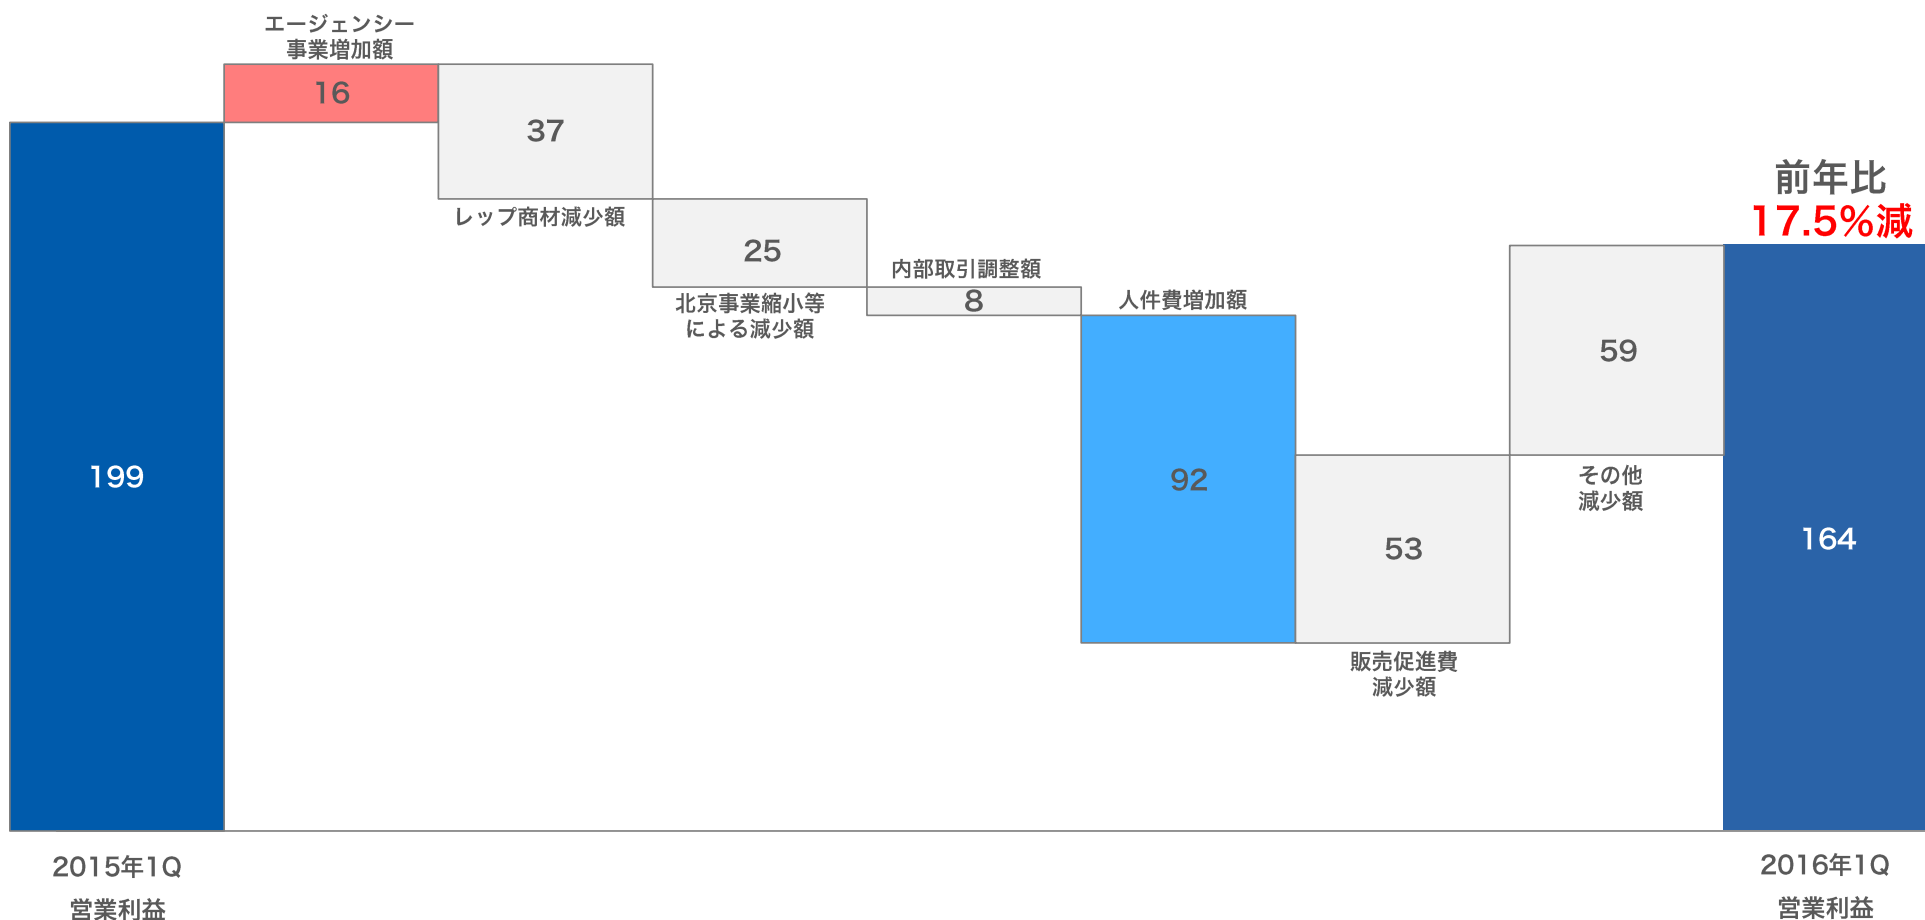 エージェンシー
事業増加額
16
37
レップ商材減少額
25
北京事業縮小等
による減少額
内部取引調整額
8
人件費増加額
92
53
販売促進費
減少額
59
その他
減少額
前年比
17.5%減
199
164
2015年1Q
営業利益
2016年1Q
営業利益